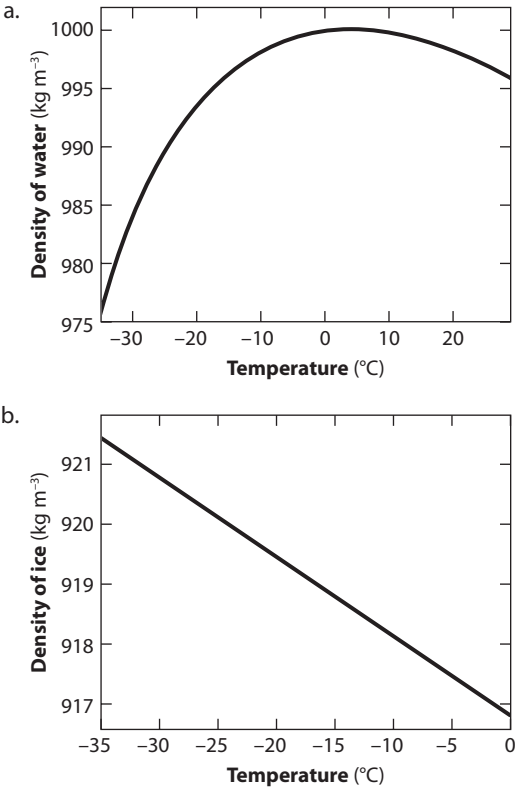 a.
1000
995
990
985
980
975
Density of water (kg m⁻³)
−30 −20 −10 0 10 20
Temperature (°C)
b.
921
920
919
918
917
Density of ice (kg m⁻³)
−35 −30 −25 −20 −15 −10 −5 0
Temperature (°C)